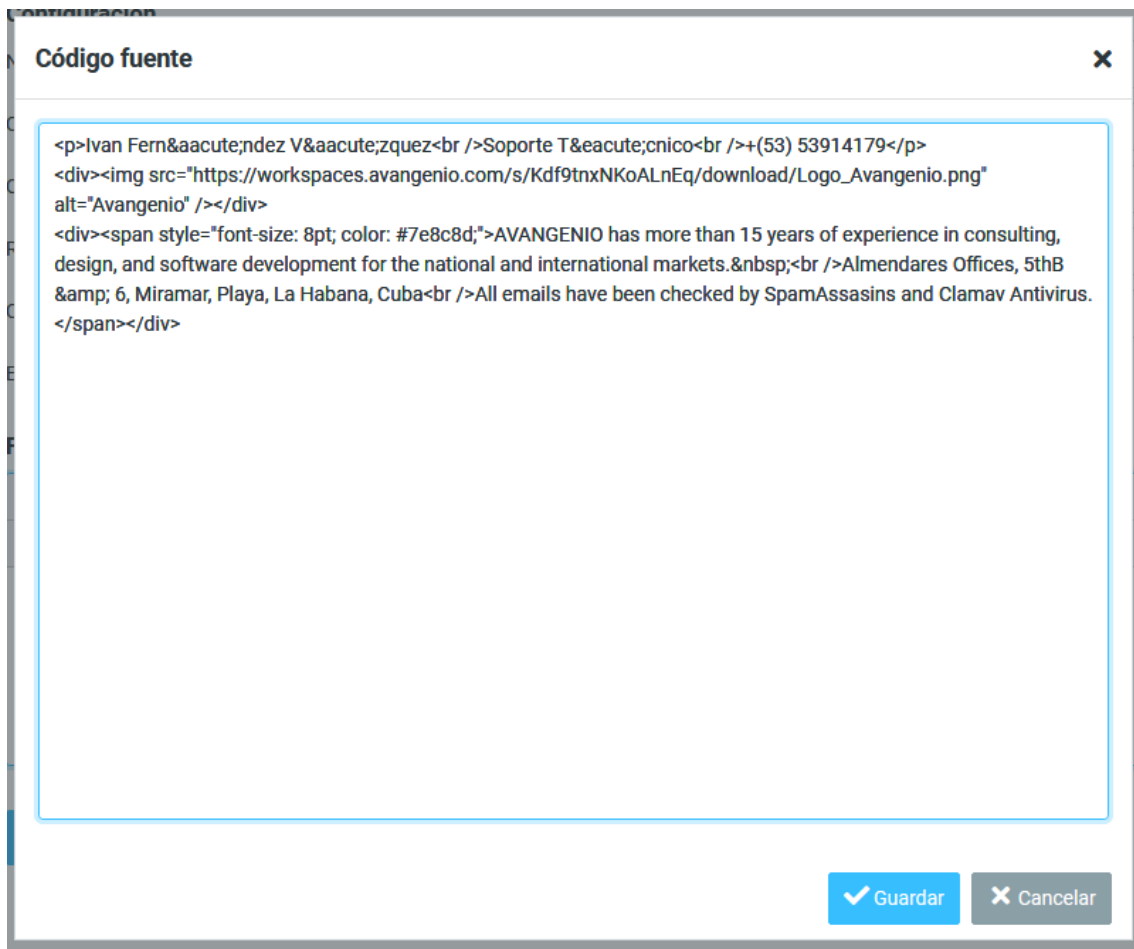 Configuración
Código fuente
<p>Ivan Fern&aacute;ndez V&aacute;zquez<br />Soporte T&eacute;cnico<br />+(53) 53914179</p>
<div><img src="https://workspaces.avangenio.com/s/Kdf9tnxNKoALnEq/download/Logo_Avangenio.png"
alt="Avangenio" /></div>
<div><span style="font-size: 8pt; color: #7e8c8d;">AVANGENIO has more than 15 years of experience in consulting,
design, and software development for the national and international markets.&nbsp;<br />Almendares Offices, 5thB
&amp; 6, Miramar, Playa, La Habana, Cuba<br />All emails have been checked by SpamAssasins and Clamav Antivirus.
</span></div>
Guardar
Cancelar